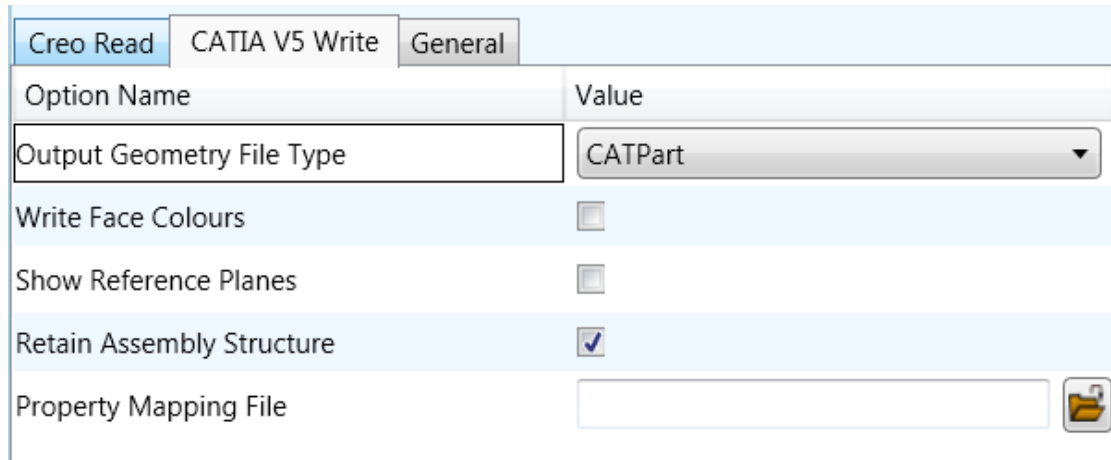 Creo Read CATIA V5 Write General
Option Name Value
Output Geometry File Type CATPart
Write Face Colours
Show Reference Planes
Retain Assembly Structure
Property Mapping File